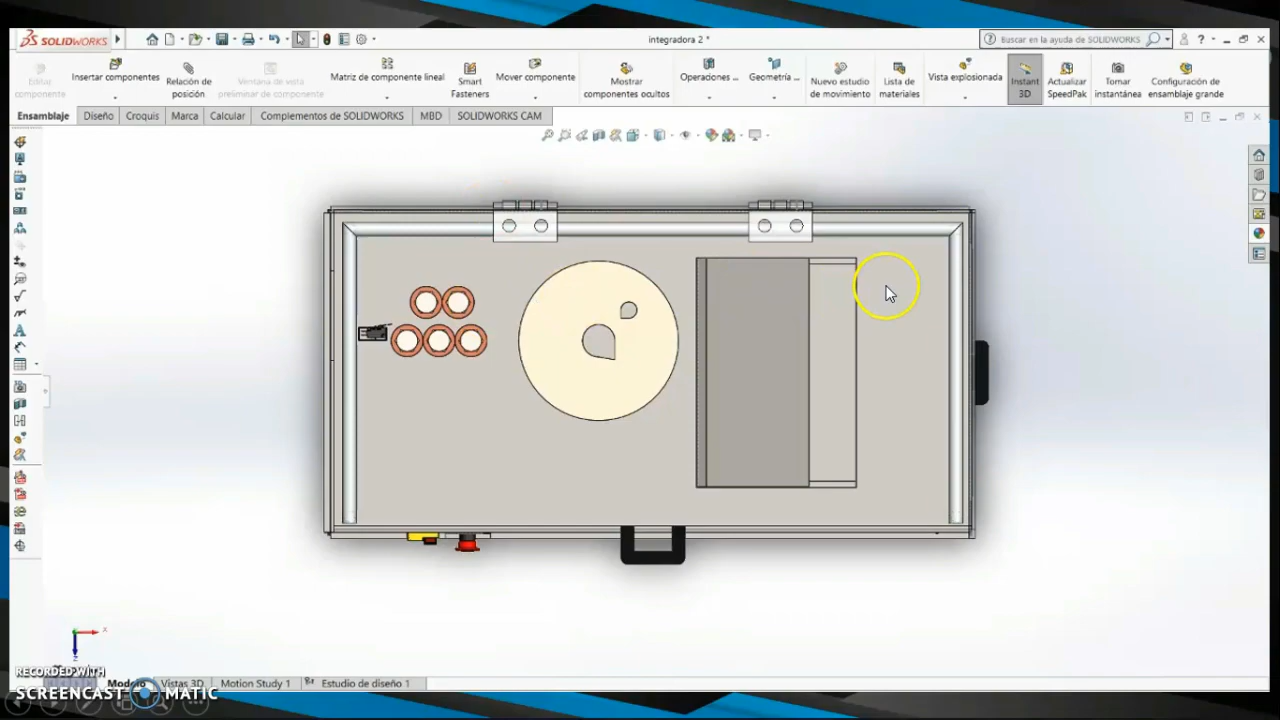 SOLIDWORKS
integradora 2 *
Buscar en la ayuda de SOLIDWORKS
Editar componente
Insertar componentes
Relación de posición
Ventana de vista preliminar de componente
Matriz de componente lineal
Smart Fasteners
Mover componente
Mostrar componentes ocultos
Operaciones ...
Geometría ...
Nuevo estudio de movimiento
Lista de materiales
Vista explosionada
Instant 3D
Actualizar SpeedPak
Tomar instantánea
Configuración de ensamblaje grande
Ensamblaje
Diseño
Croquis
Marca
Calcular
Complementos de SOLIDWORKS
MBD
SOLIDWORKS CAM
X
Z
RECORDED WITH
SCREENCAST MATIC
Modelo
Vistas 3D
Motion Study 1
Estudio de diseño 1